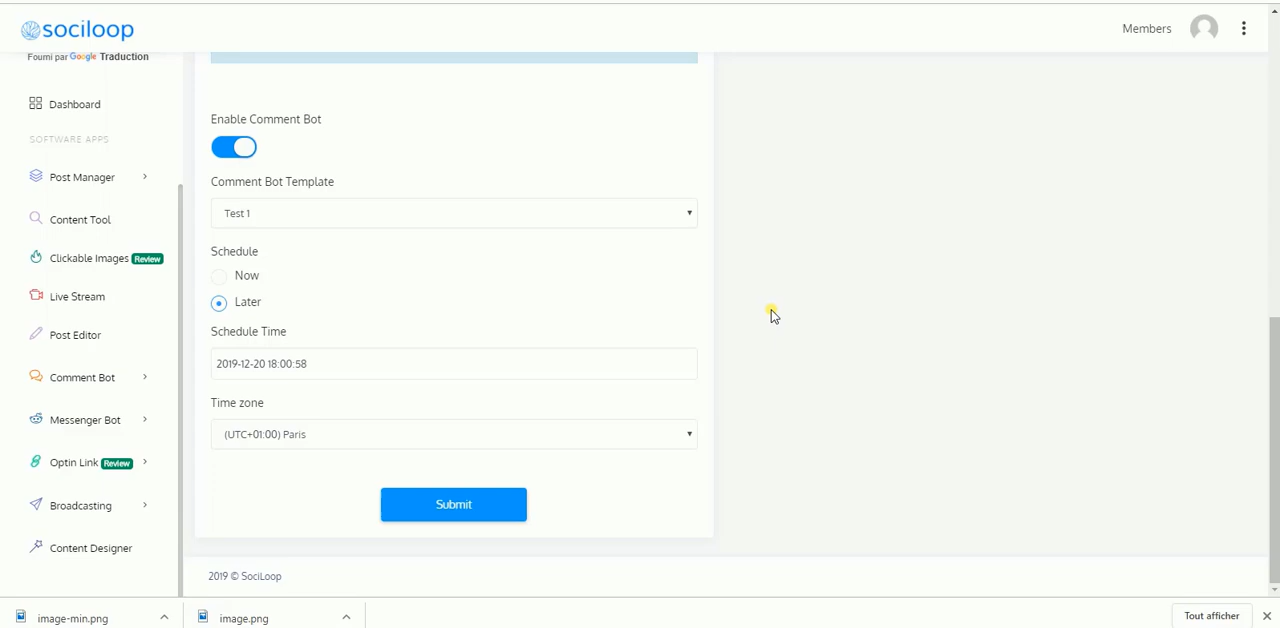 sociloop
Members
Fourni par Google Traduction
Dashboard
SOFTWARE APPS
Post Manager
Content Tool
Clickable Images Review
Live Stream
Post Editor
Comment Bot
Messenger Bot
Optin Link Review
Broadcasting
Content Designer
Enable Comment Bot
Comment Bot Template
Test 1
Schedule
Now
Later
Schedule Time
2019-12-20 18:00:58
Time zone
(UTC+01:00) Paris
Submit
2019 © SociLoop
image-min.png
image.png
Tout afficher